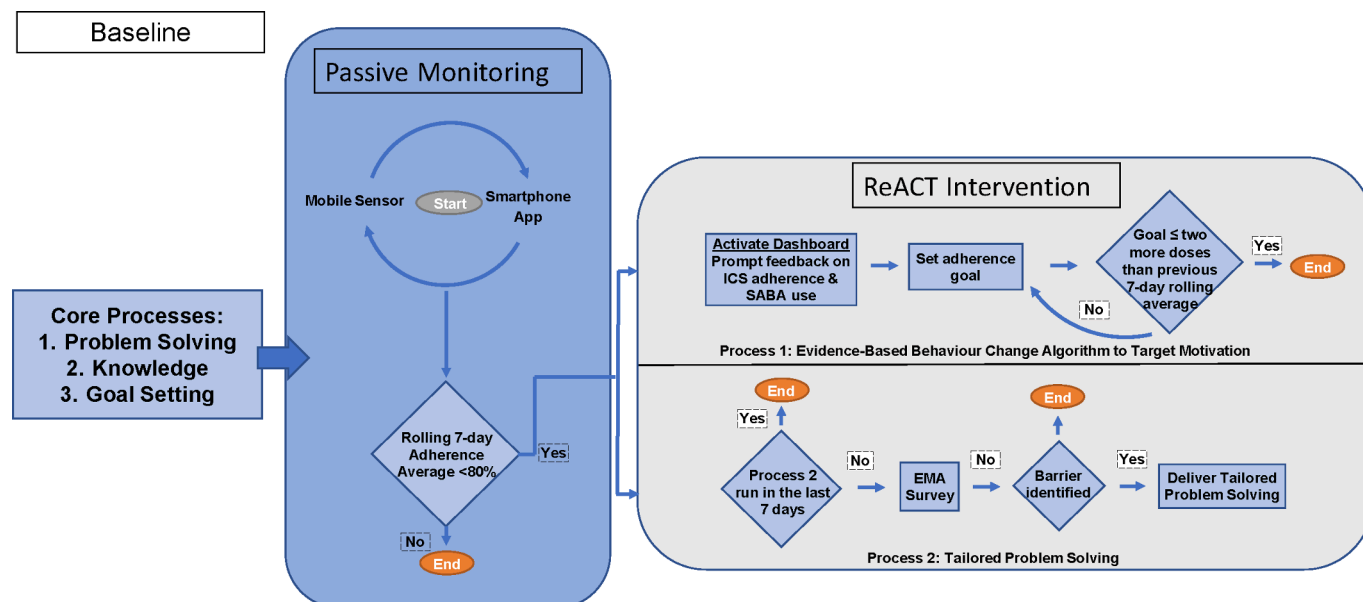 Baseline
Passive Monitoring
Mobile Sensor
Start
Smartphone
App
Core Processes:
1. Problem Solving
2. Knowledge
3. Goal Setting
Rolling 7-day
Adherence
Average <80%
Yes
No
End
ReACT Intervention
Activate Dashboard
Prompt feedback on
ICS adherence &
SABA use
Set adherence
goal
Goal ≤ two
more doses
than previous
7-day rolling
average
Yes
End
No
Process 1: Evidence-Based Behaviour Change Algorithm to Target Motivation
End
Yes
Process 2
run in the last
7 days
No
EMA
Survey
No
End
Barrier
identified
Yes
Deliver Tailored
Problem Solving
Process 2: Tailored Problem Solving